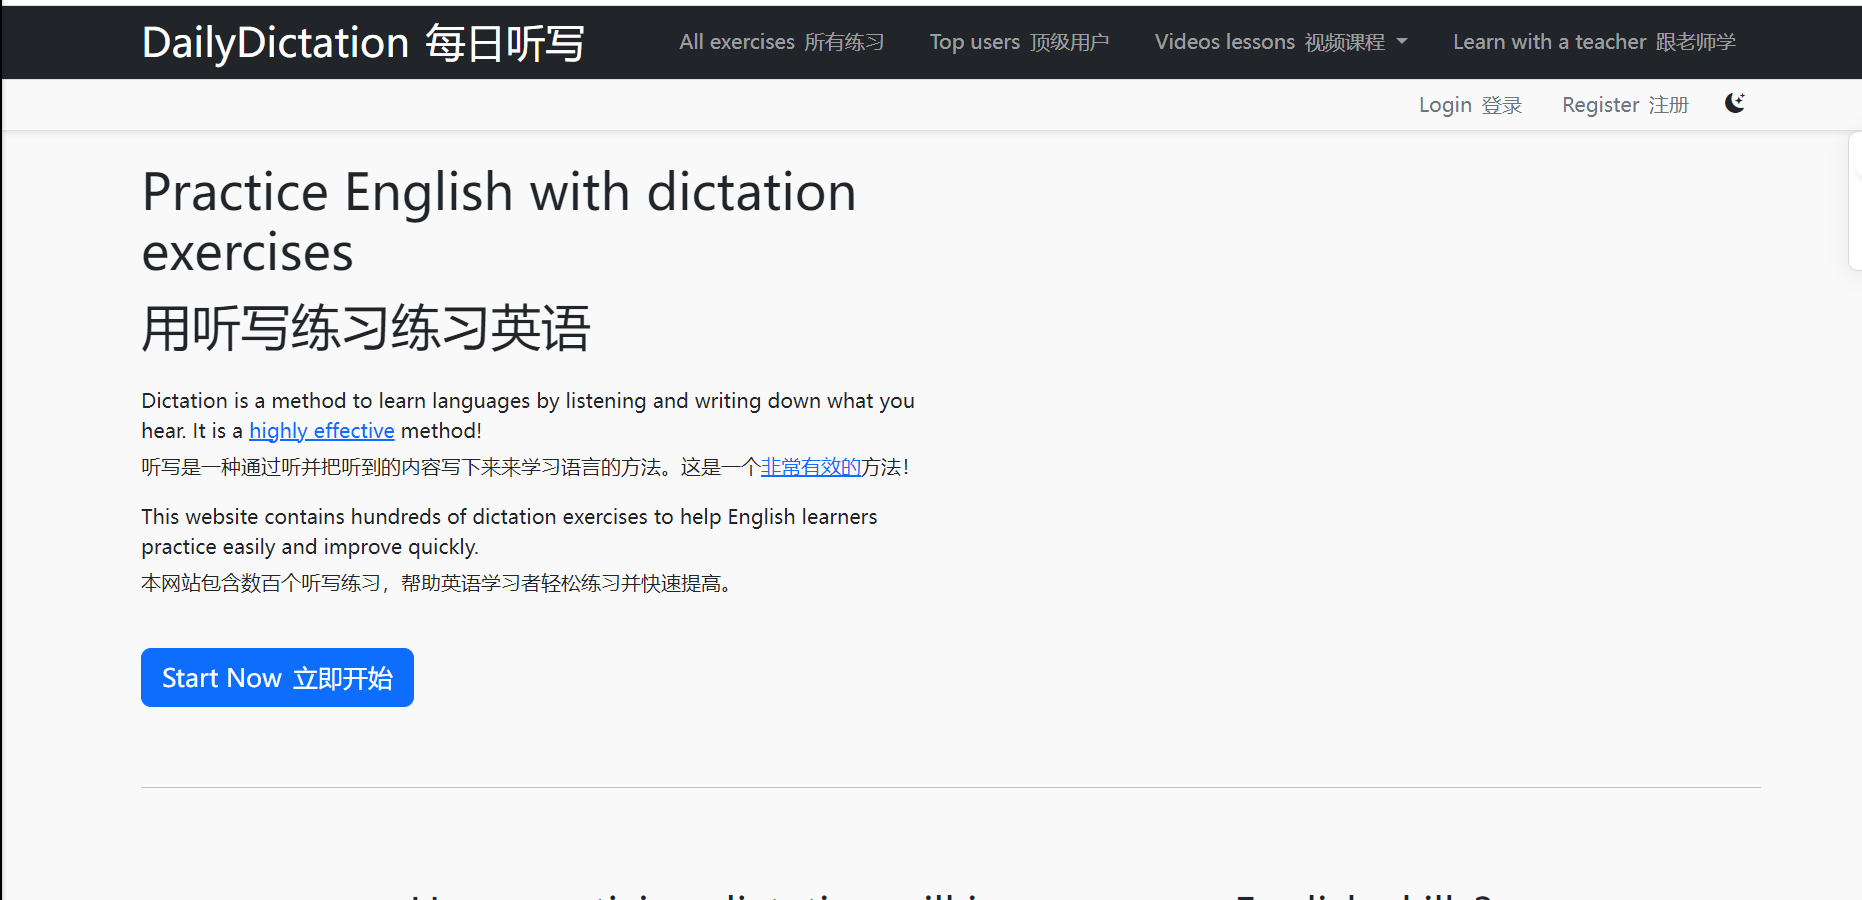 DailyDictation 每日听写
All exercises 所有练习
Top users 顶级用户
Videos lessons 视频课程
Learn with a teacher 跟老师学
Login 登录
Register 注册
Practice English with dictation
exercises
用听写练习练习英语
Dictation is a method to learn languages by listening and writing down what you
hear. It is a highly effective method!
听写是一种通过听并把听到的内容写下来来学习语言的方法。这是一个非常有效的方法！
This website contains hundreds of dictation exercises to help English learners
practice easily and improve quickly.
本网站包含数百个听写练习，帮助英语学习者轻松练习并快速提高。
Start Now 立即开始